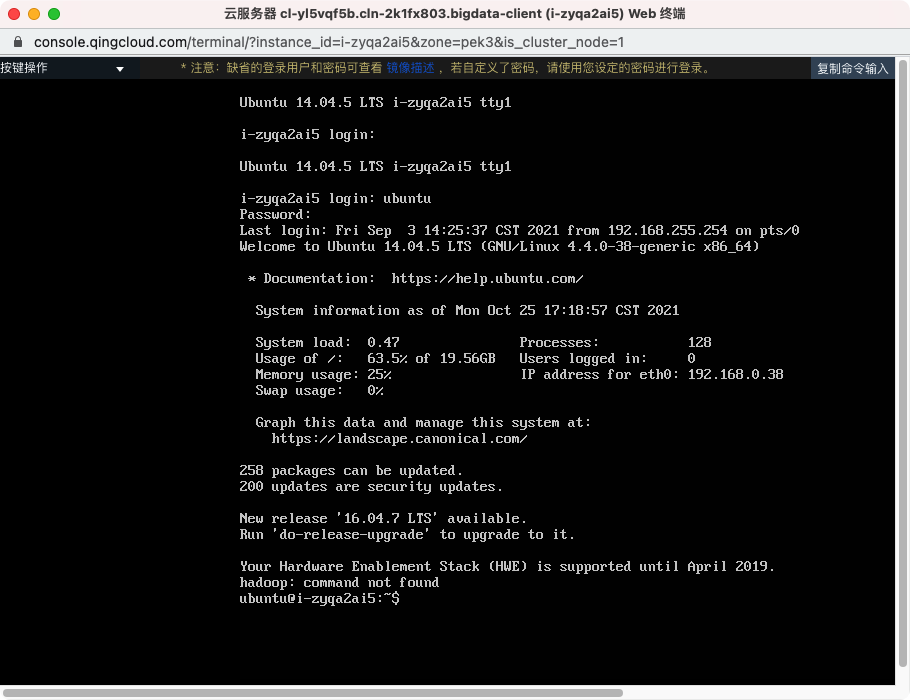 云服务器 cl-yl5vqf5b.cln-2k1fx803.bigdata-client (i-zyqa2ai5) Web 终端
console.qingcloud.com/terminal/?instance_id=i-zyqa2ai5&zone=pek3&is_cluster_node=1
按键操作
* 注意：缺省的登录用户和密码可查看 镜像描述 ，若自定义了密码，请使用您设定的密码进行登录。
复制命令输入
Ubuntu 14.04.5 LTS i-zyqa2ai5 tty1
i-zyqa2ai5 login:
Ubuntu 14.04.5 LTS i-zyqa2ai5 tty1
i-zyqa2ai5 login: ubuntu
Password:
Last login: Fri Sep  3 14:25:37 CST 2021 from 192.168.255.254 on pts/0
Welcome to Ubuntu 14.04.5 LTS (GNU/Linux 4.4.0-38-generic x86_64)
* Documentation:  https://help.ubuntu.com/
System information as of Mon Oct 25 17:18:57 CST 2021
System load:  0.47               Processes:           128
Usage of /:   63.5% of 19.56GB   Users logged in:     0
Memory usage: 25%                IP address for eth0: 192.168.0.38
Swap usage:   0%
Graph this data and manage this system at:
https://landscape.canonical.com/
258 packages can be updated.
200 updates are security updates.
New release '16.04.7 LTS' available.
Run 'do-release-upgrade' to upgrade to it.
Your Hardware Enablement Stack (HWE) is supported until April 2019.
hadoop: command not found
ubuntu@i-zyqa2ai5:~$